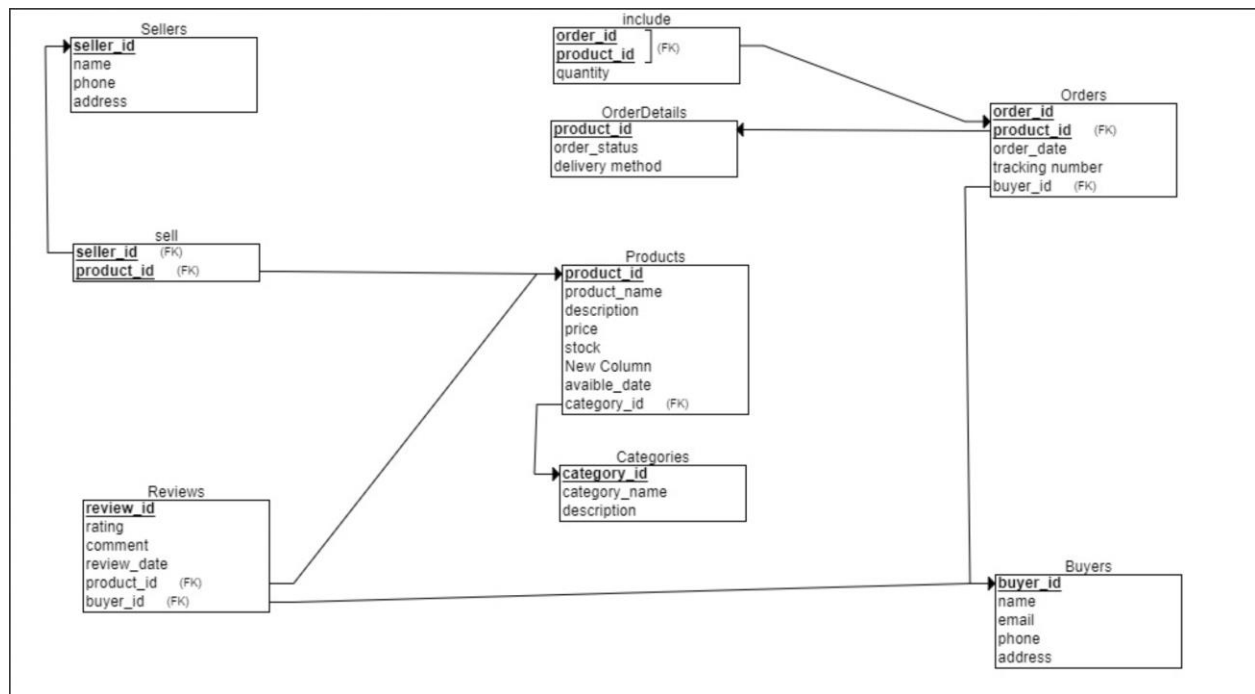 Sellers
seller_id
name
phone
address
include
order_id
product_id (FK)
quantity
OrderDetails
product_id
order_status
delivery method
Orders
order_id
product_id (FK)
order_date
tracking number
buyer_id (FK)
sell
seller_id (FK)
product_id (FK)
Products
product_id
product_name
description
price
stock
New Column
avaible_date
category_id (FK)
Categories
category_id
category_name
description
Reviews
review_id
rating
comment
review_date
product_id (FK)
buyer_id (FK)
Buyers
buyer_id
name
email
phone
address